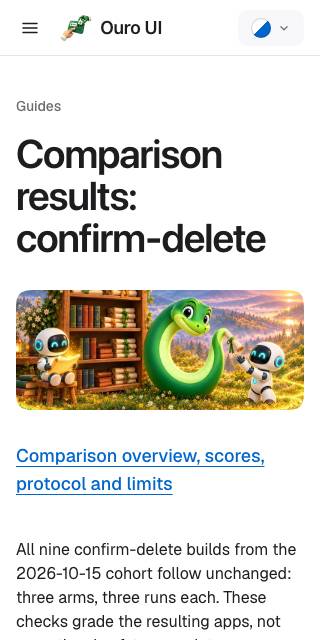 Ouro UI
Guides
Comparison
results:
confirm-delete
Comparison overview, scores,
protocol and limits
All nine confirm-delete builds from the
2026-10-15 cohort follow unchanged:
three arms, three runs each. These
checks grade the resulting apps, not